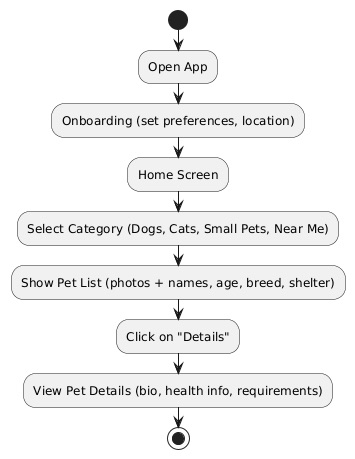 Open App
Onboarding (set preferences, location)
Home Screen
Select Category (Dogs, Cats, Small Pets, Near Me)
Show Pet List (photos + names, age, breed, shelter)
Click on "Details"
View Pet Details (bio, health info, requirements)